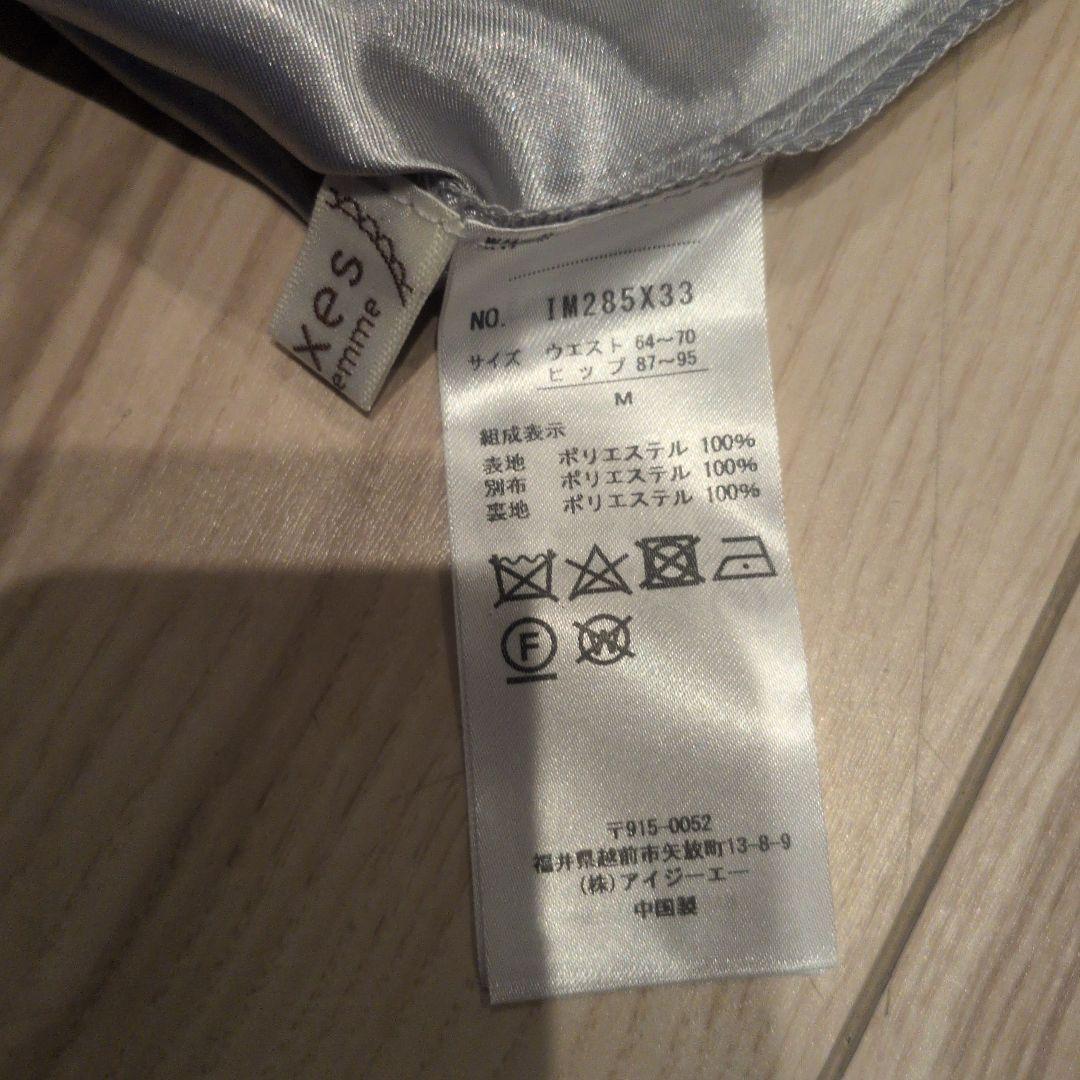 xes
emme
NO. IM285X33
サイズ ウエスト 64～70
ヒップ 87～95
M
組成表示
表地 ポリエステル 100%
別布 ポリエステル 100%
裏地 ポリエステル 100%
F
W
〒915-0052
福井県越前市矢放町13-8-9
(株)アイジーエー
中国製